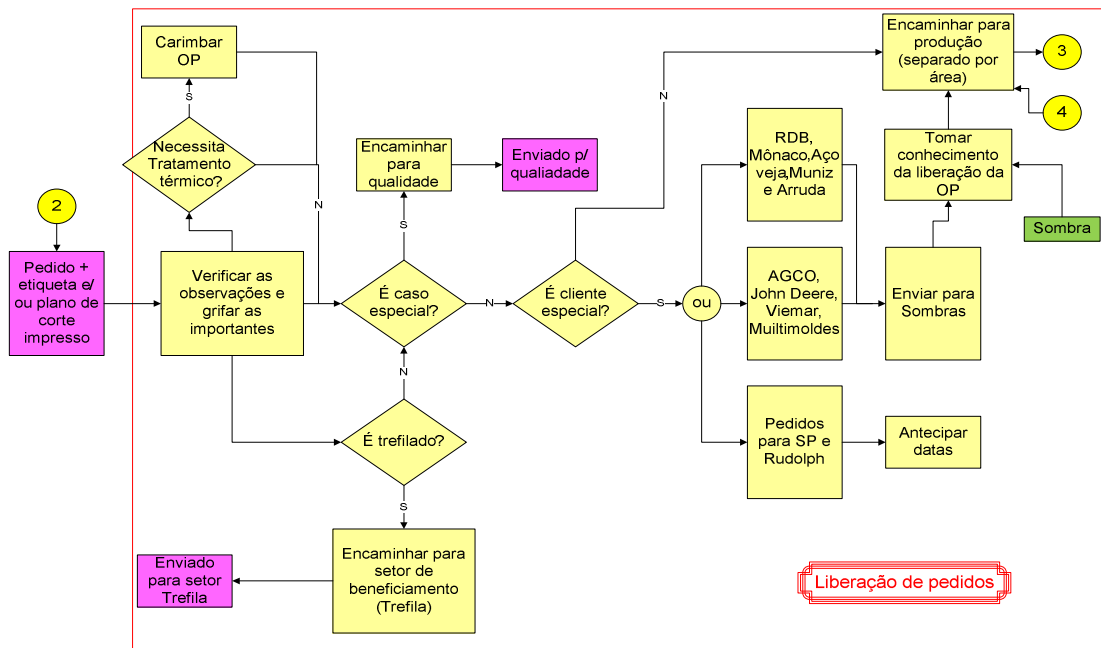 Carimbar
OP
S
Necessita
Tratamento
térmico?
N
2
Pedido +
etiqueta e/
ou plano de
corte
impresso
Verificar as
observações e
grifar as
importantes
Encaminhar
para
qualidade
Enviado p/
qualiadade
S
É caso
especial?
N
É cliente
especial?
N
S
ou
N
É trefilado?
S
Encaminhar para
setor de
beneficiamento
(Trefila)
Enviado
para setor
Trefila
RDB,
Mônaco,Aço
veja,Muniz
e Arruda
AGCO,
John Deere,
Viemar,
Muiltimoldes
Pedidos
para SP e
Rudolph
Antecipar
datas
Enviar para
Sombras
Tomar
conhecimento
da liberação da
OP
Sombra
Encaminhar para
produção
(separado por
área)
3
4
Liberação de pedidos